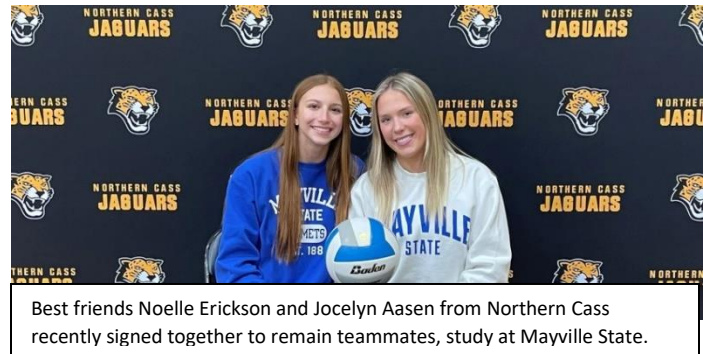 NORTHERN CASS
JAGUARS
NORTHERN CASS
JAGUARS
NORTHERN CASS
JAGUARS
NORTHERN CASS
JAGUARS
NORTHERN CASS
JAGUARS
MAYVILLE
STATE
MAYVILLE
STATE
Baden
NORTHERN CASS
JAGUARS
NORTHERN CASS
JAGUARS
Best friends Noelle Erickson and Jocelyn Aasen from Northern Cass
recently signed together to remain teammates, study at Mayville State.